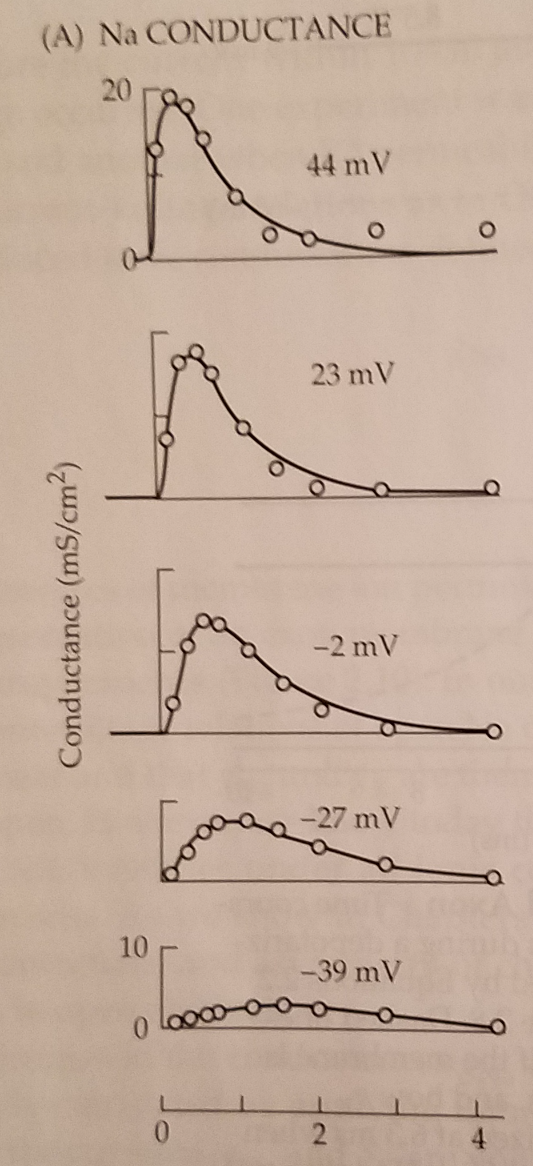 (A) Na CONDUCTANCE
20
44 mV
0
23 mV
Conductance (mS/cm²)
−2 mV
−27 mV
10
−39 mV
0
0 2 4